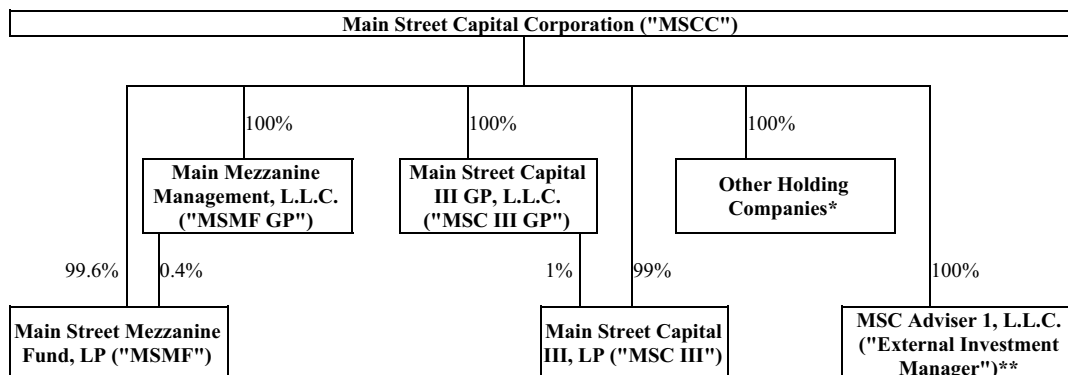 Main Street Capital Corporation ("MSCC")
100%
100%
100%
Main Mezzanine
Management, L.L.C.
("MSMF GP")
Main Street Capital
III GP, L.L.C.
("MSC III GP")
Other Holding
Companies*
99.6%
0.4%
1%
99%
100%
Main Street Mezzanine
Fund, LP ("MSMF")
Main Street Capital
III, LP ("MSC III")
MSC Adviser 1, L.L.C.
("External Investment
Manager")**